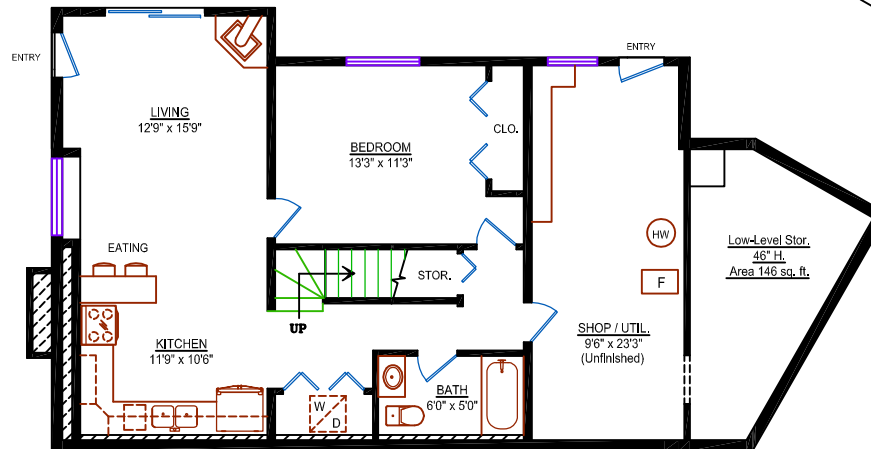 ENTRY
ENTRY
LIVING
12'9" x 15'9"
BEDROOM
13'3" x 11'3"
CLO.
EATING
STOR.
HW
F
Low-Level Stor.
46" H.
Area 146 sq. ft.
UP
KITCHEN
11'9" x 10'6"
SHOP / UTIL.
9'6" x 23'3"
(Unfinished)
W
D
BATH
6'0" x 5'0"